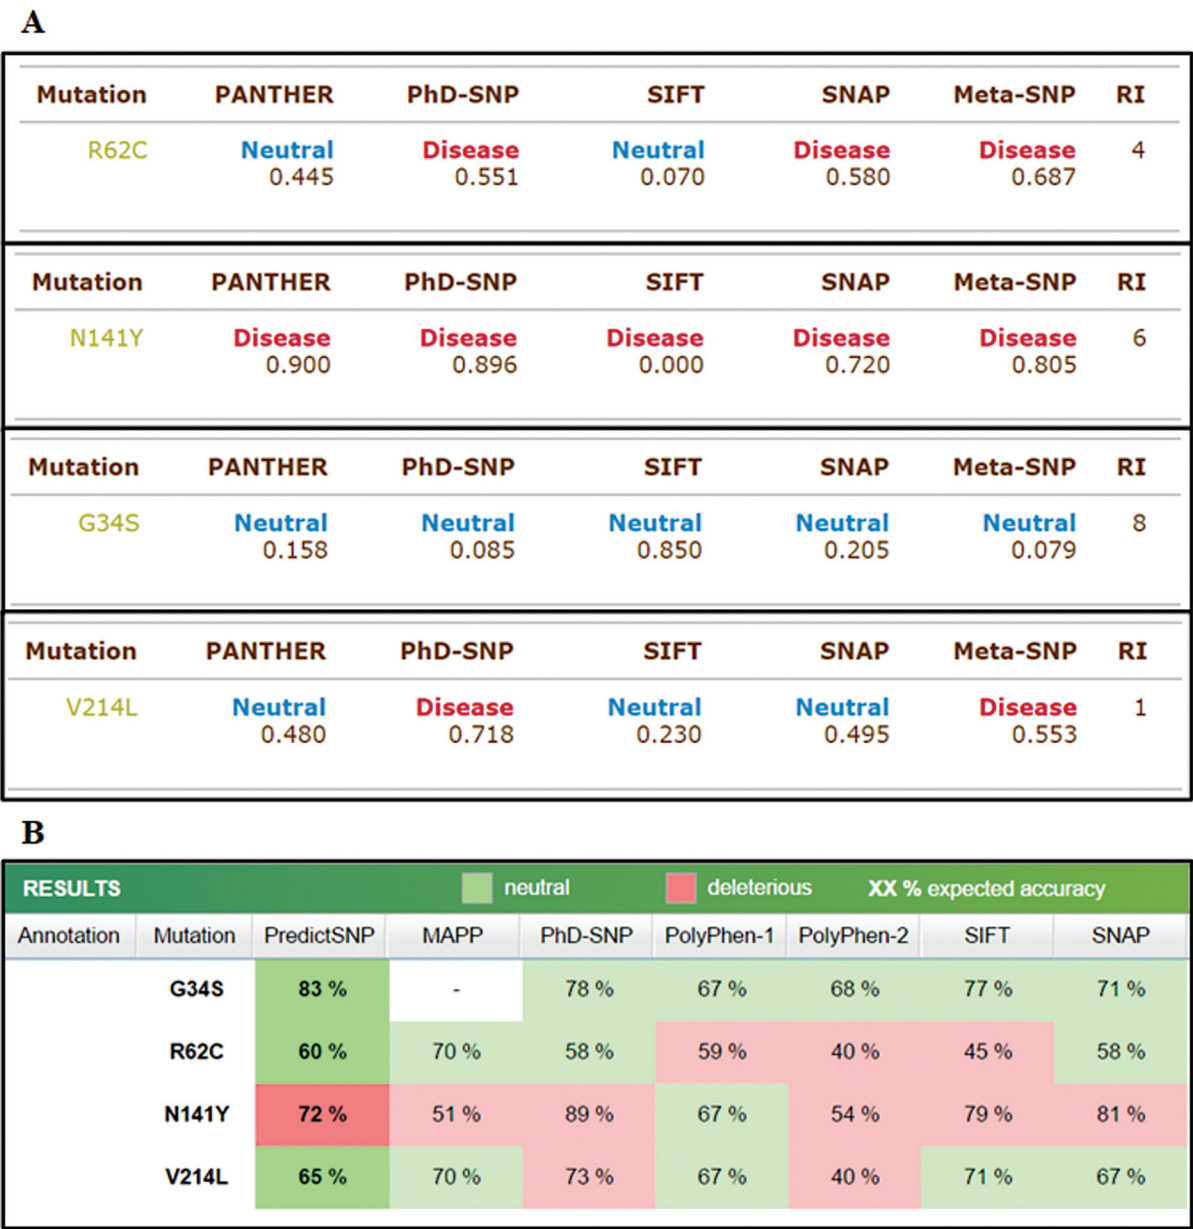 A
Mutation PANTHER PhD-SNP SIFT SNAP Meta-SNP RI
R62C Neutral Disease Neutral Disease Disease 4
0.445 0.551 0.070 0.580 0.687
Mutation PANTHER PhD-SNP SIFT SNAP Meta-SNP RI
N141Y Disease Disease Disease Disease Disease 6
0.900 0.896 0.000 0.720 0.805
Mutation PANTHER PhD-SNP SIFT SNAP Meta-SNP RI
G34S Neutral Neutral Neutral Neutral Neutral 8
0.158 0.085 0.850 0.205 0.079
Mutation PANTHER PhD-SNP SIFT SNAP Meta-SNP RI
V214L Neutral Disease Neutral Neutral Disease 1
0.480 0.718 0.230 0.495 0.553
B
RESULTS neutral deleterious XX % expected accuracy
Annotation Mutation PredictSNP MAPP PhD-SNP PolyPhen-1 PolyPhen-2 SIFT SNAP
G34S 83 % - 78 % 67 % 68 % 77 % 71 %
R62C 60 % 70 % 58 % 59 % 40 % 45 % 58 %
N141Y 72 % 51 % 89 % 67 % 54 % 79 % 81 %
V214L 65 % 70 % 73 % 67 % 40 % 71 % 67 %